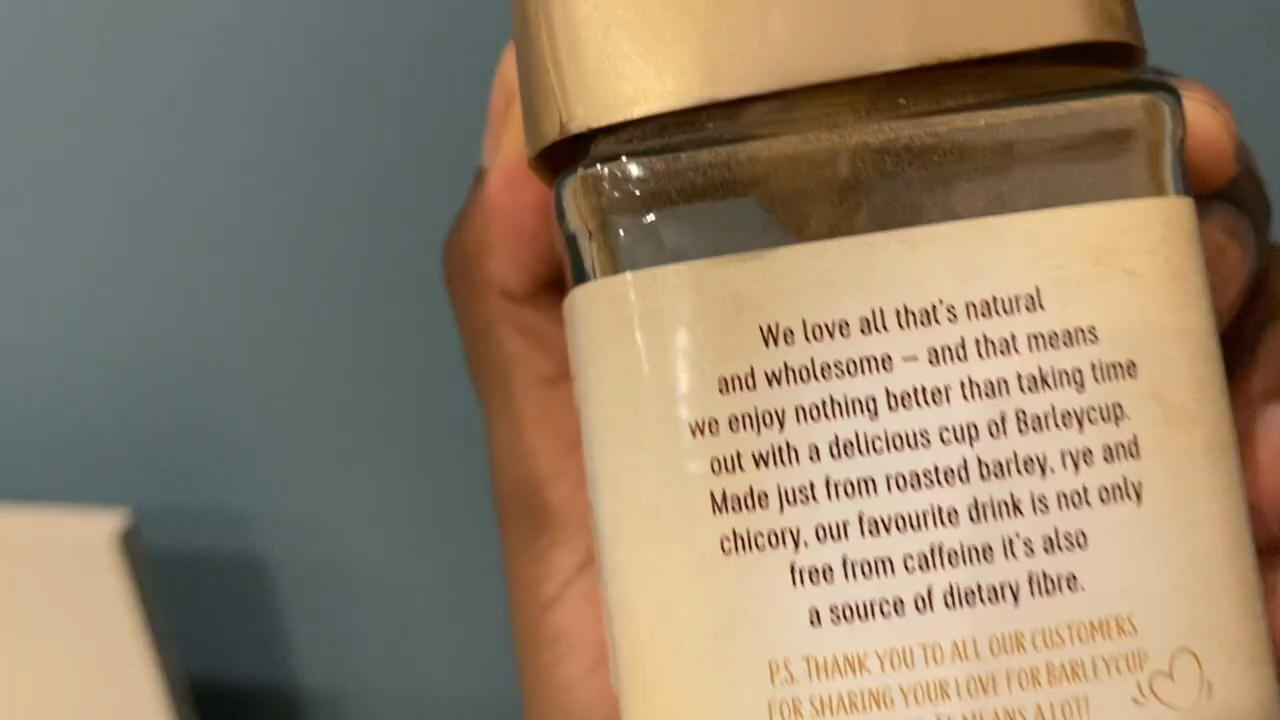 We love all that's natural
and wholesome – and that means
we enjoy nothing better than taking time
out with a delicious cup of Barleycup.
Made just from roasted barley, rye and
chicory, our favourite drink is not only
free from caffeine it's also
a source of dietary fibre.
P.S. THANK YOU TO ALL OUR CUSTOMERS
FOR SHARING YOUR LOVE FOR BARLEYCUP
MEANS A LOT!